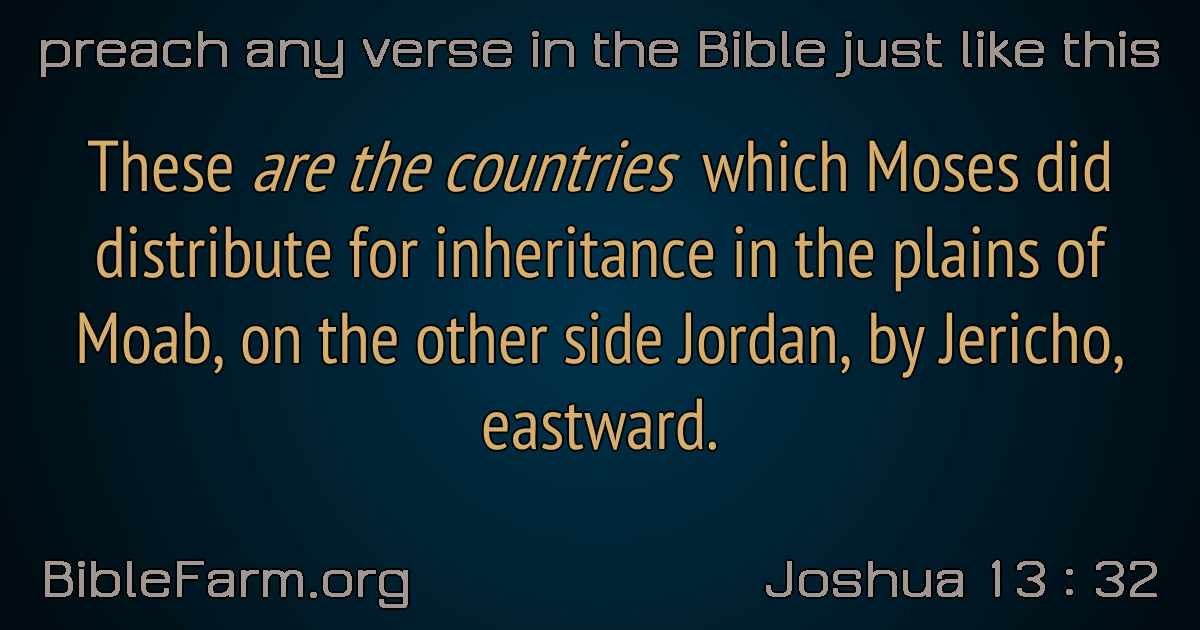 preach any verse in the Bible just like this
These are the countries which Moses did
distribute for inheritance in the plains of
Moab, on the other side Jordan, by Jericho,
eastward.
BibleFarm.org
Joshua 13 : 32